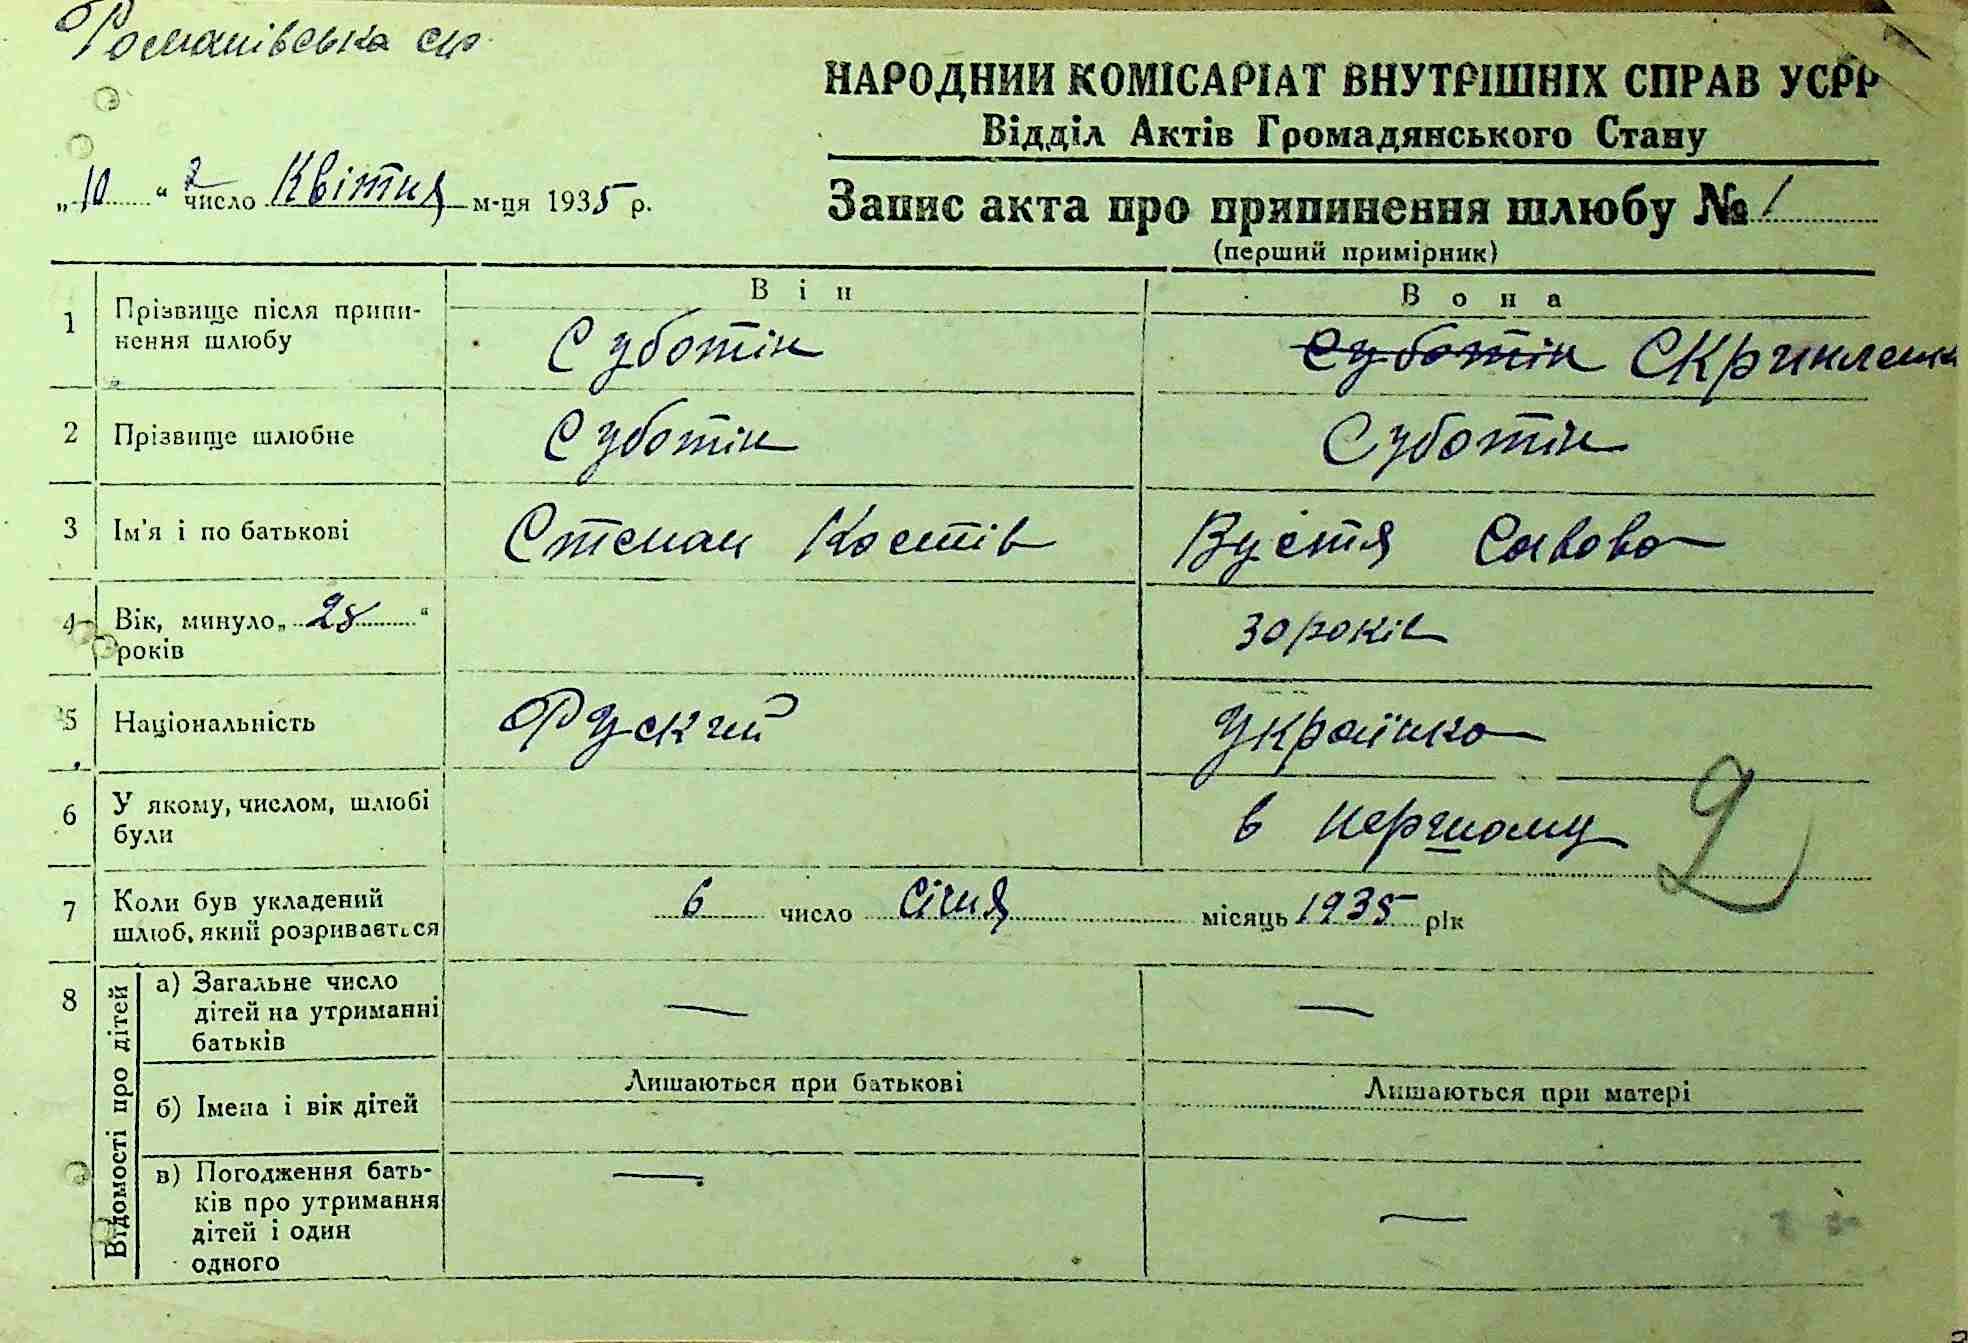 Романівська с/р
НАРОДНИЙ КОМІСАРІАТ ВНУТРІШНІХ СПРАВ УСРР
Відділ Актів Громадянського Стану
„10“ 2 число Квітня м-ця 1935 р.
Запис акта про припинення шлюбу № 1
(перший примірник)
Він Вона
1 Прізвище після припинення шлюбу Суботін Суботін
2 Прізвище шлюбне Суботін Суботін
3 Ім'я і по батькові Степан Костів Вустя Савова
4 Вік, минуло „28“ років 30 років
5 Національність Руский Українка
6 У якому, числом, шлюбі були в першому
2
7 Коли був укладений шлюб, який розривається 6 число Січня місяць 1935 рік
8 Відомості про дітей
а) Загальне число дітей на утриманні батьків — —
б) Імена і вік дітей Лишаються при батькові Лишаються при матері
в) Погодження батьків про утримання дітей і один одного — —